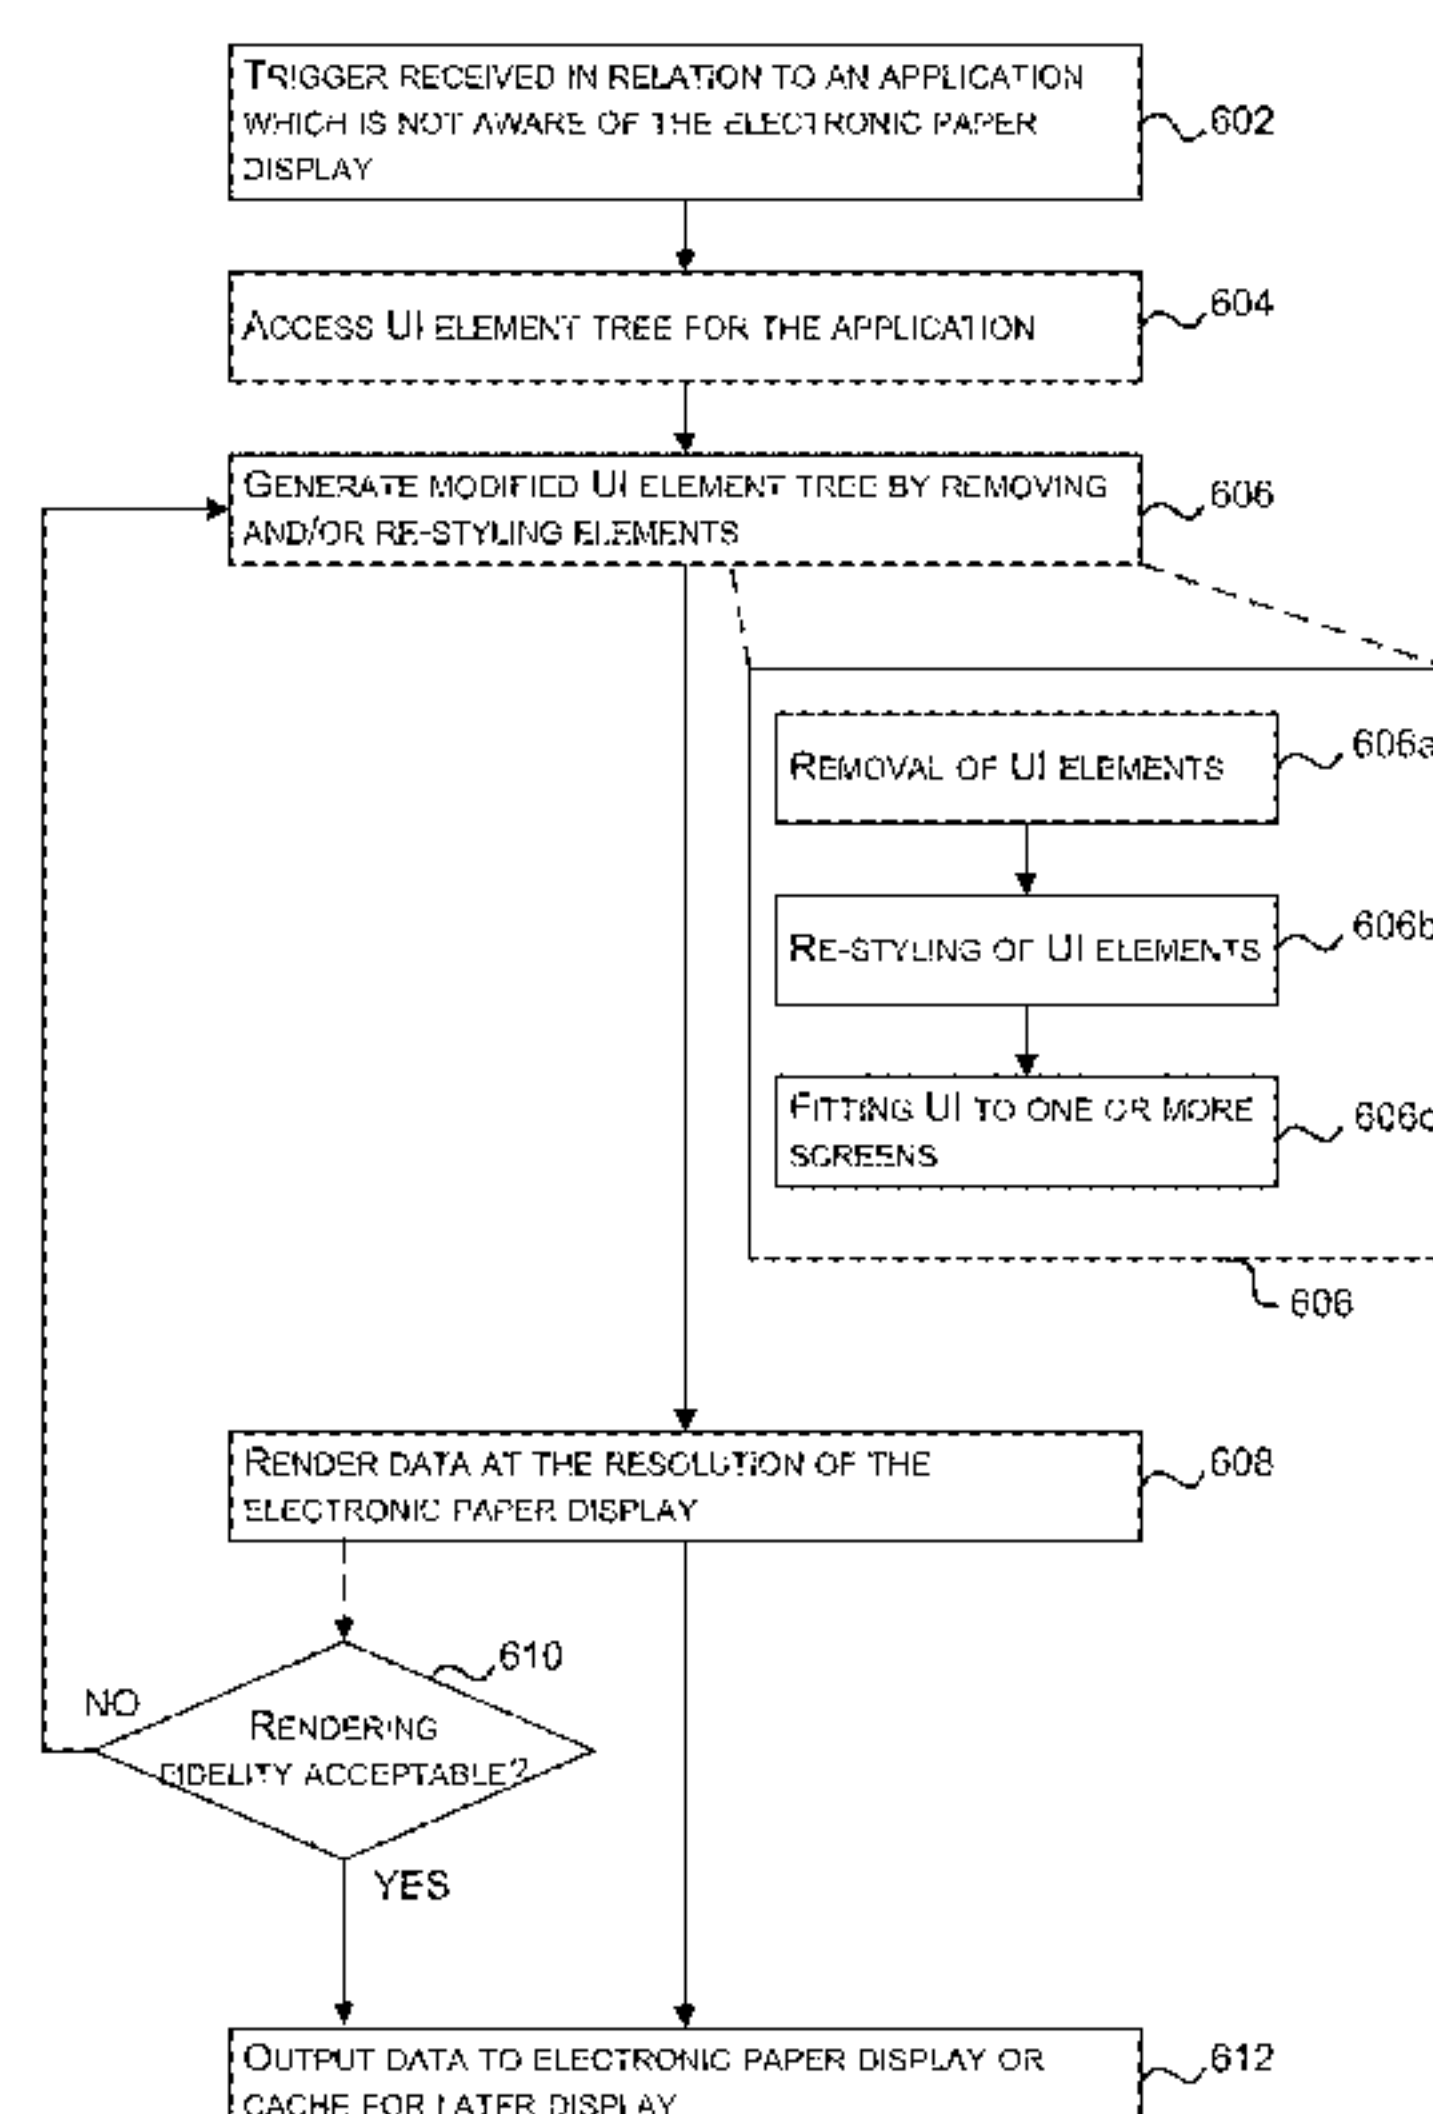 TRIGGER RECEIVED IN RELATION TO AN APPLICATION
WHICH IS NOT AWARE OF THE ELECTRONIC PAPER
DISPLAY
602
ACCESS UI ELEMENT TREE FOR THE APPLICATION
604
GENERATE MODIFIED UI ELEMENT TREE BY REMOVING
AND/OR RE-STYLING ELEMENTS
606
REMOVAL OF UI ELEMENTS
606a
RE-STYLING OF UI ELEMENTS
606b
FITTING UI TO ONE OR MORE
SCREENS
606c
606
RENDER DATA AT THE RESOLUTION OF THE
ELECTRONIC PAPER DISPLAY
608
610
NO
RENDERING
FIDELITY ACCEPTABLE?
YES
OUTPUT DATA TO ELECTRONIC PAPER DISPLAY OR
CACHE FOR LATER DISPLAY
612